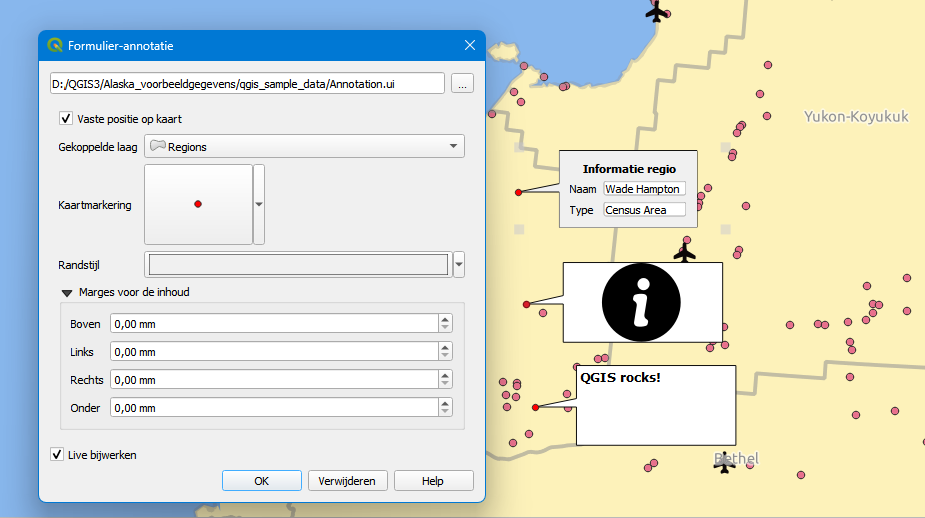 Formulier-annotatie
D:/QGIS3/Alaska_voorbeeldgegevens/qgis_sample_data/Annotation.ui
...
Vaste positie op kaart
Gekoppelde laag
Regions
Kaartmarkering
Randstijl
Marges voor de inhoud
Boven
0,00 mm
Links
0,00 mm
Rechts
0,00 mm
Onder
0,00 mm
Live bijwerken
OK
Verwijderen
Help
Yukon-Koyukuk
Informatie regio
Naam
Wade Hampton
Type
Census Area
i
QGIS rocks!
Bethel